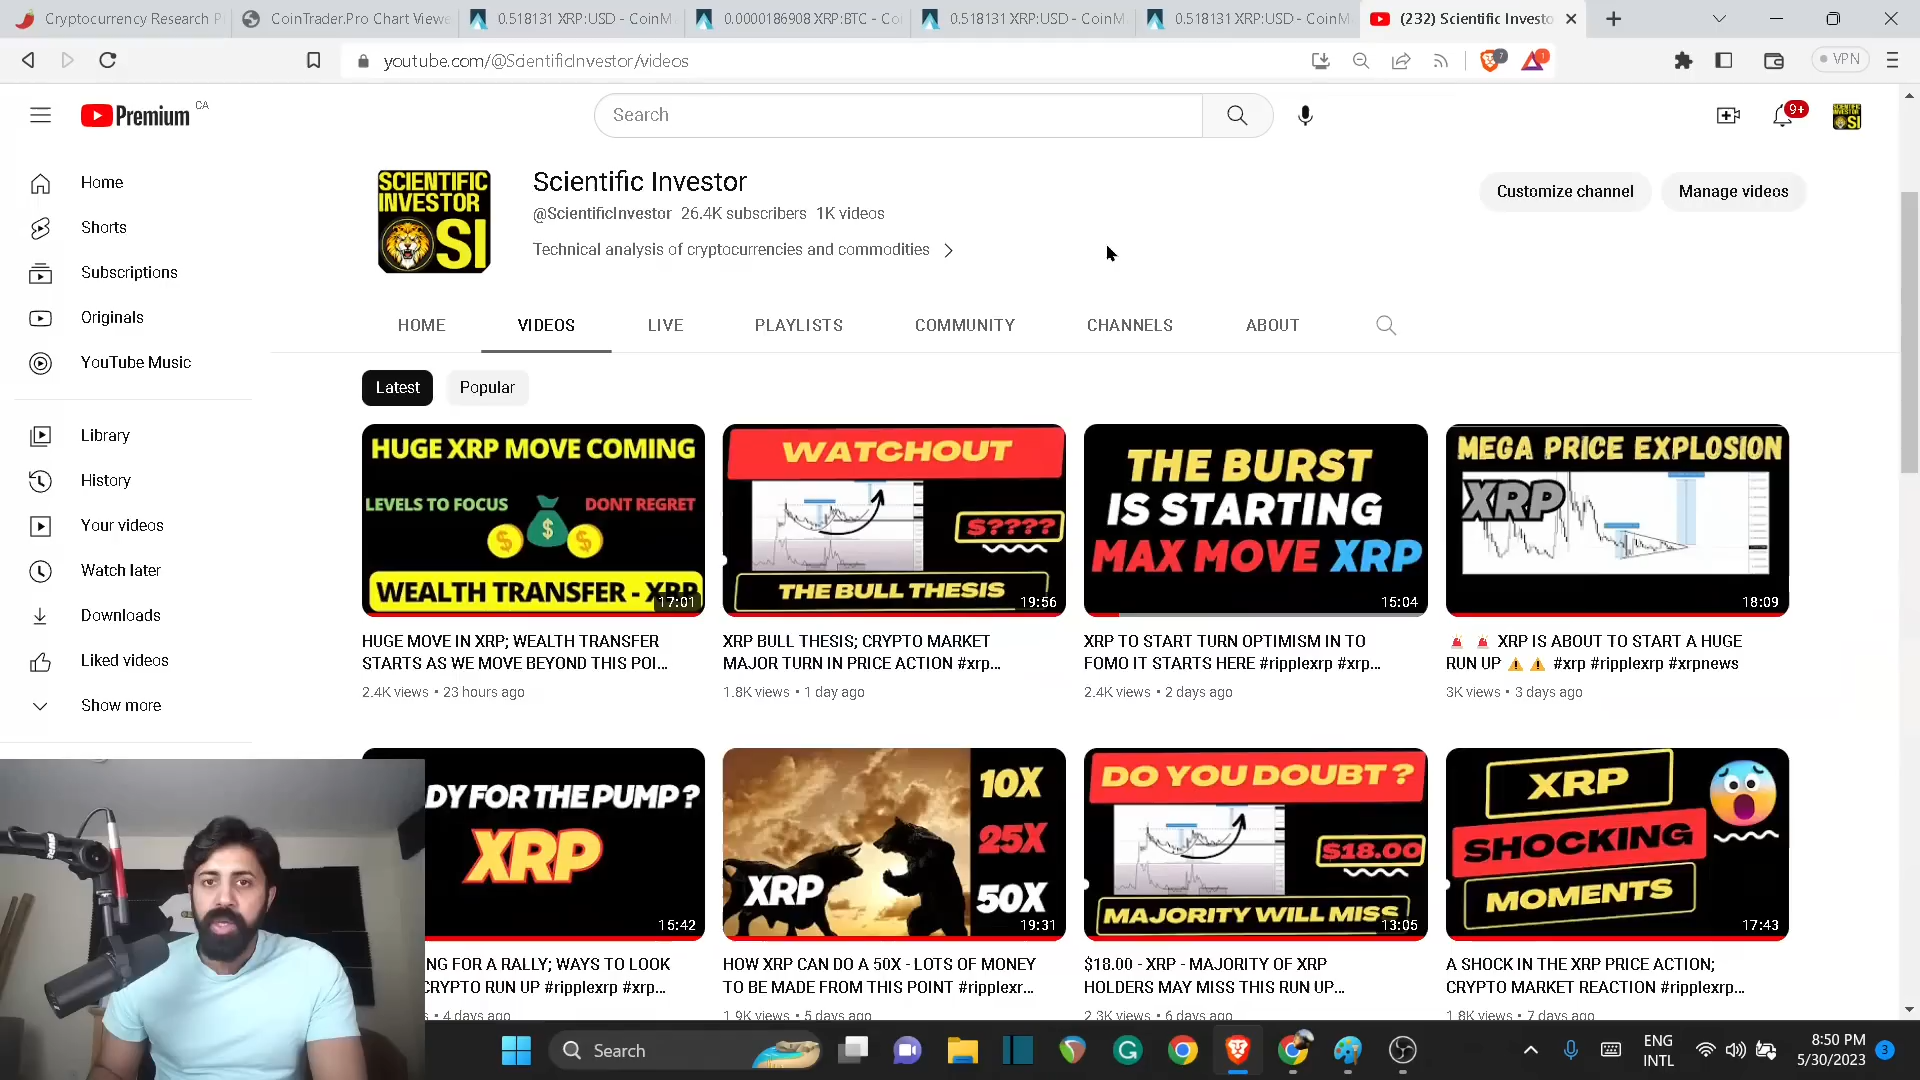 Cryptocurrency Research P
CoinTrader.Pro Chart Viewe
0.518131 XRP:USD - CoinM
0.0000186908 XRP:BTC - Co
0.518131 XRP:USD - CoinM
0.518131 XRP:USD - CoinM
(232) Scientific Investo
youtube.com/@ScientificInvestor/videos
7
1
VPN
Premium
CA
Search
9+
SCIENTIFIC
INVESTOR
SI
Home
Shorts
Subscriptions
Originals
YouTube Music
Library
History
Your videos
Watch later
Downloads
Liked videos
Show more
SCIENTIFIC
INVESTOR
SI
Scientific Investor
@ScientificInvestor 26.4K subscribers 1K videos
Technical analysis of cryptocurrencies and commodities
Customize channel
Manage videos
HOME
VIDEOS
LIVE
PLAYLISTS
COMMUNITY
CHANNELS
ABOUT
Latest
Popular
HUGE XRP MOVE COMING
LEVELS TO FOCUS
DONT REGRET
WEALTH TRANSFER - XRP
17:01
HUGE MOVE IN XRP; WEALTH TRANSFER
STARTS AS WE MOVE BEYOND THIS POI...
2.4K views • 23 hours ago
WATCHOUT
$????
THE BULL THESIS
19:56
XRP BULL THESIS; CRYPTO MARKET
MAJOR TURN IN PRICE ACTION #xrp...
1.8K views • 1 day ago
THE BURST
IS STARTING
MAX MOVE XRP
15:04
XRP TO START TURN OPTIMISM IN TO
FOMO IT STARTS HERE #ripplexrp #xrp...
2.4K views • 2 days ago
MEGA PRICE EXPLOSION
XRP
18:09
🚨 🚨 XRP IS ABOUT TO START A HUGE
RUN UP ⚠️ ⚠️ #xrp #ripplexrp #xrpnews
3K views • 3 days ago
DY FOR THE PUMP ?
XRP
15:42
NG FOR A RALLY; WAYS TO LOOK
CRYPTO RUN UP #ripplexrp #xrp...
s • 4 days ago
10X
25X
50X
XRP
19:31
HOW XRP CAN DO A 50X - LOTS OF MONEY
TO BE MADE FROM THIS POINT #ripplexr...
1.9K views • 5 days ago
DO YOU DOUBT ?
$18.00
MAJORITY WILL MISS
13:05
$18.00 - XRP - MAJORITY OF XRP
HOLDERS MAY MISS THIS RUN UP...
2.3K views • 6 days ago
XRP
SHOCKING
MOMENTS
17:43
A SHOCK IN THE XRP PRICE ACTION;
CRYPTO MARKET REACTION #ripplexrp...
1.8K views • 7 days ago
Search
ENG
INTL
8:50 PM
5/30/2023
3